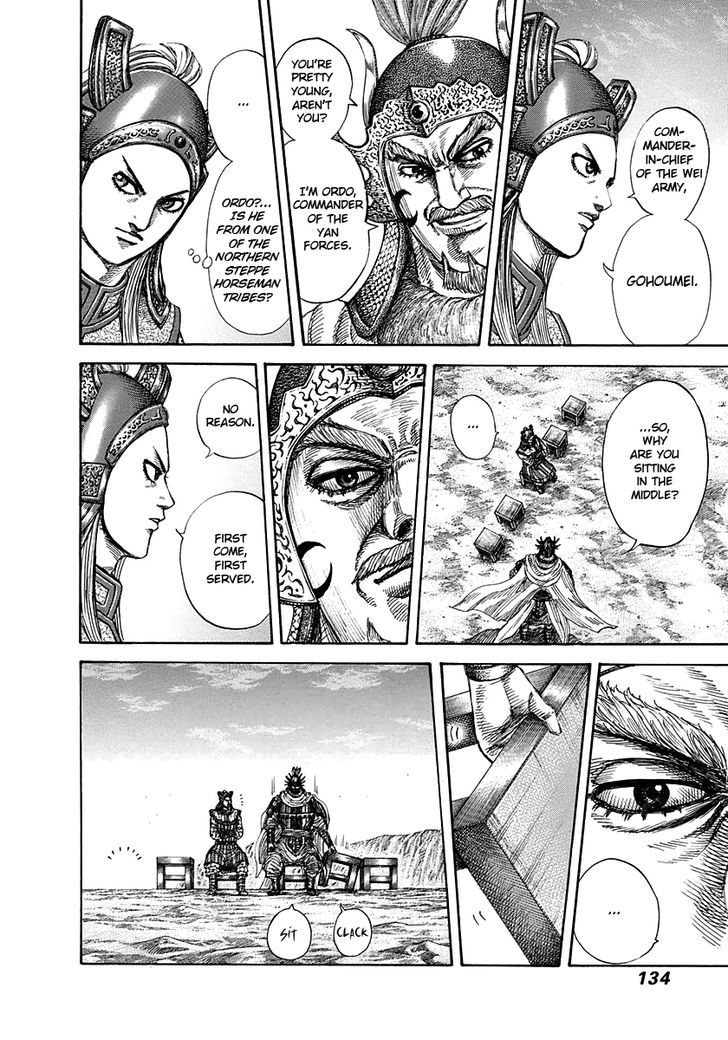 COM-
MANDER-
IN-CHIEF
OF THE WEI
ARMY,
GOHOUMEI.
YOU'RE
PRETTY
YOUNG,
AREN'T
YOU?
I'M ORDO,
COMMANDER
OF THE
YAN
FORCES.
...
ORDO?...
IS HE
FROM ONE
OF THE
NORTHERN
STEPPE
HORSEMAN
TRIBES?
...SO,
WHY
ARE YOU
SITTING
IN THE
MIDDLE?
...
NO
REASON.
FIRST
COME,
FIRST
SERVED.
...
CLACK
SIT
134